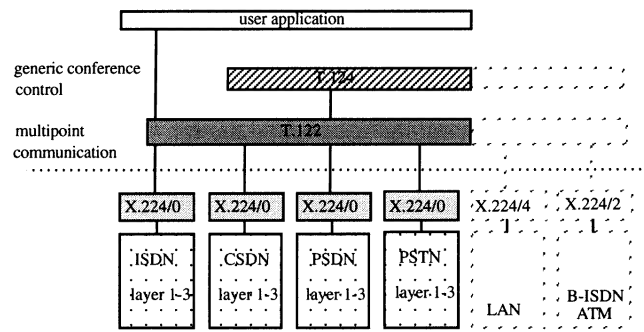 user application
generic conference
control
T.124
multipoint
communication
T.122
X.224/0 X.224/0 X.224/0 X.224/0 X.224/4 X.224/2
ISDN CSDN PSDN PSTN
layer 1-3 layer 1-3 layer 1-3 layer 1-3
LAN B-ISDN
ATM